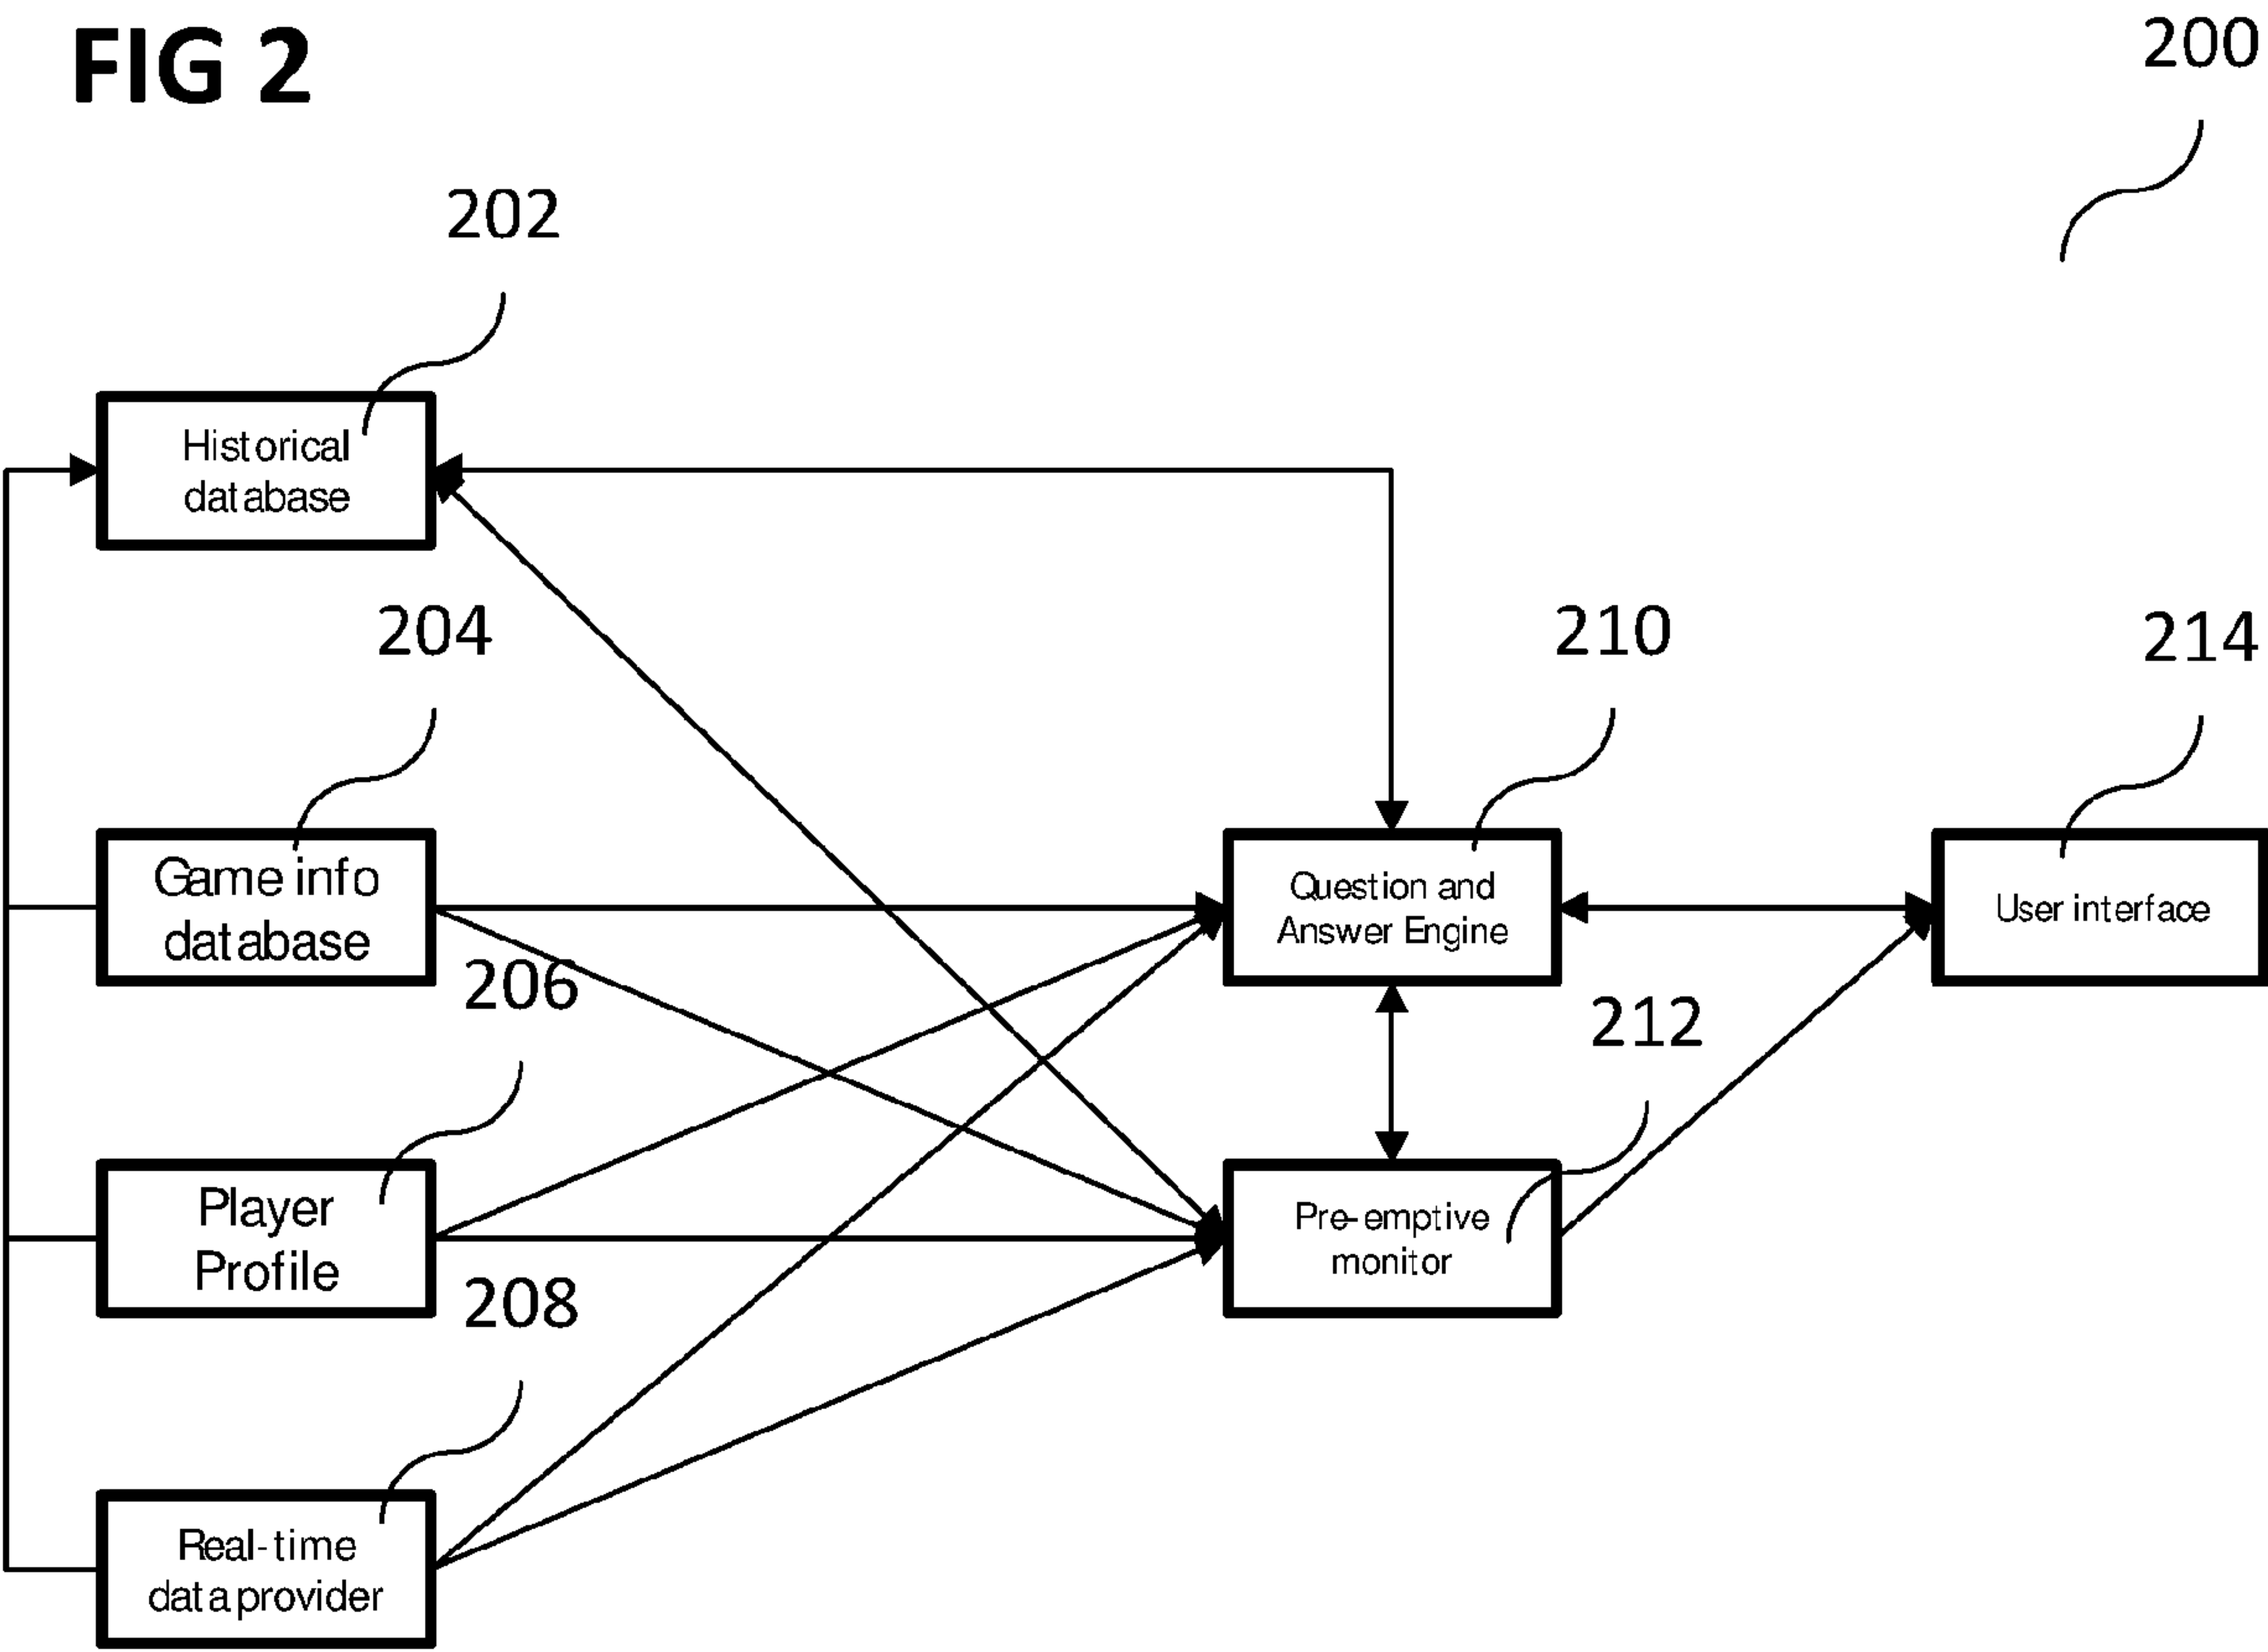 FIG 2
200
202
Historical
database
204
210
214
Game info
database
Question and
Answer Engine
User interface
206
212
Player
Profile
Pre-emptive
monitor
208
Real-time
data provider